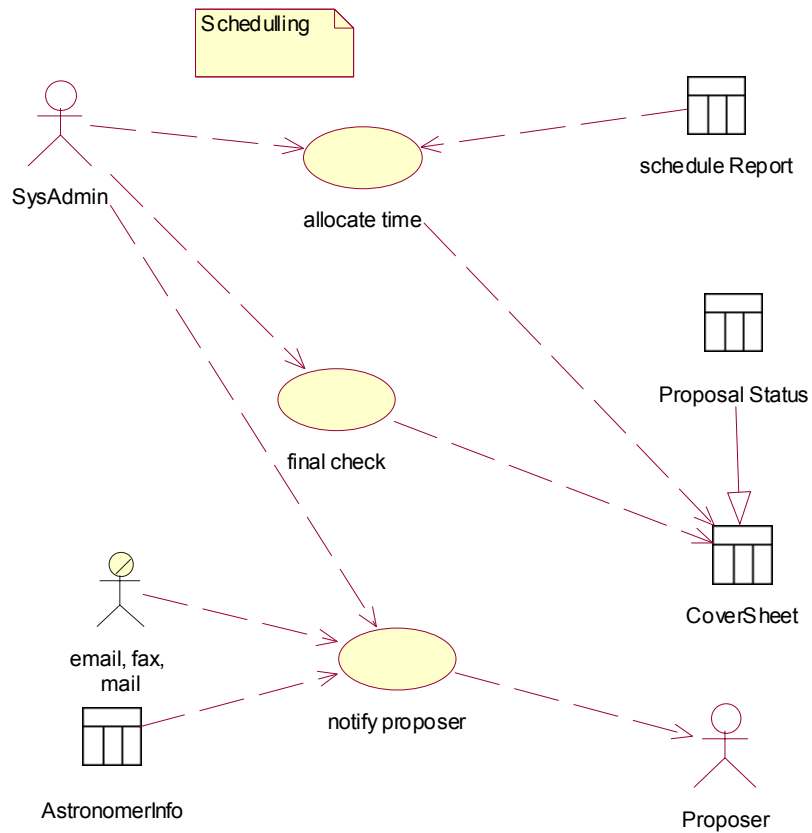 Schedulling
SysAdmin
schedule Report
allocate time
Proposal Status
final check
CoverSheet
email, fax,
mail
notify proposer
AstronomerInfo
Proposer